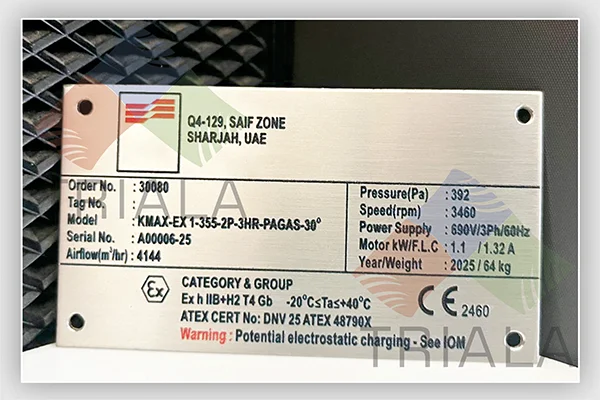 Q4-129, SAIF ZONE
SHARJAH, UAE
Order No. : 30080
Tag No. :
Model : KMAX-EX 1-355-2P-3HR-PAGAS-30°
Serial No. : A00006-25
Airflow(m³/hr) : 4144
Pressure(Pa) : 392
Speed(rpm) : 3460
Power Supply : 690V/3Ph/60Hz
Motor kW/F.L.C : 1.1 / 1.32 A
Year/Weight : 2025 / 64 kg
Ex
CATEGORY & GROUP
Ex h IIB+H2 T4 Gb -20°C≤Ta≤+40°C
ATEX CERT No: DNV 25 ATEX 48790X
Warning : Potential electrostatic charging - See IOM
CE 2460
TRIALA
TRIALA